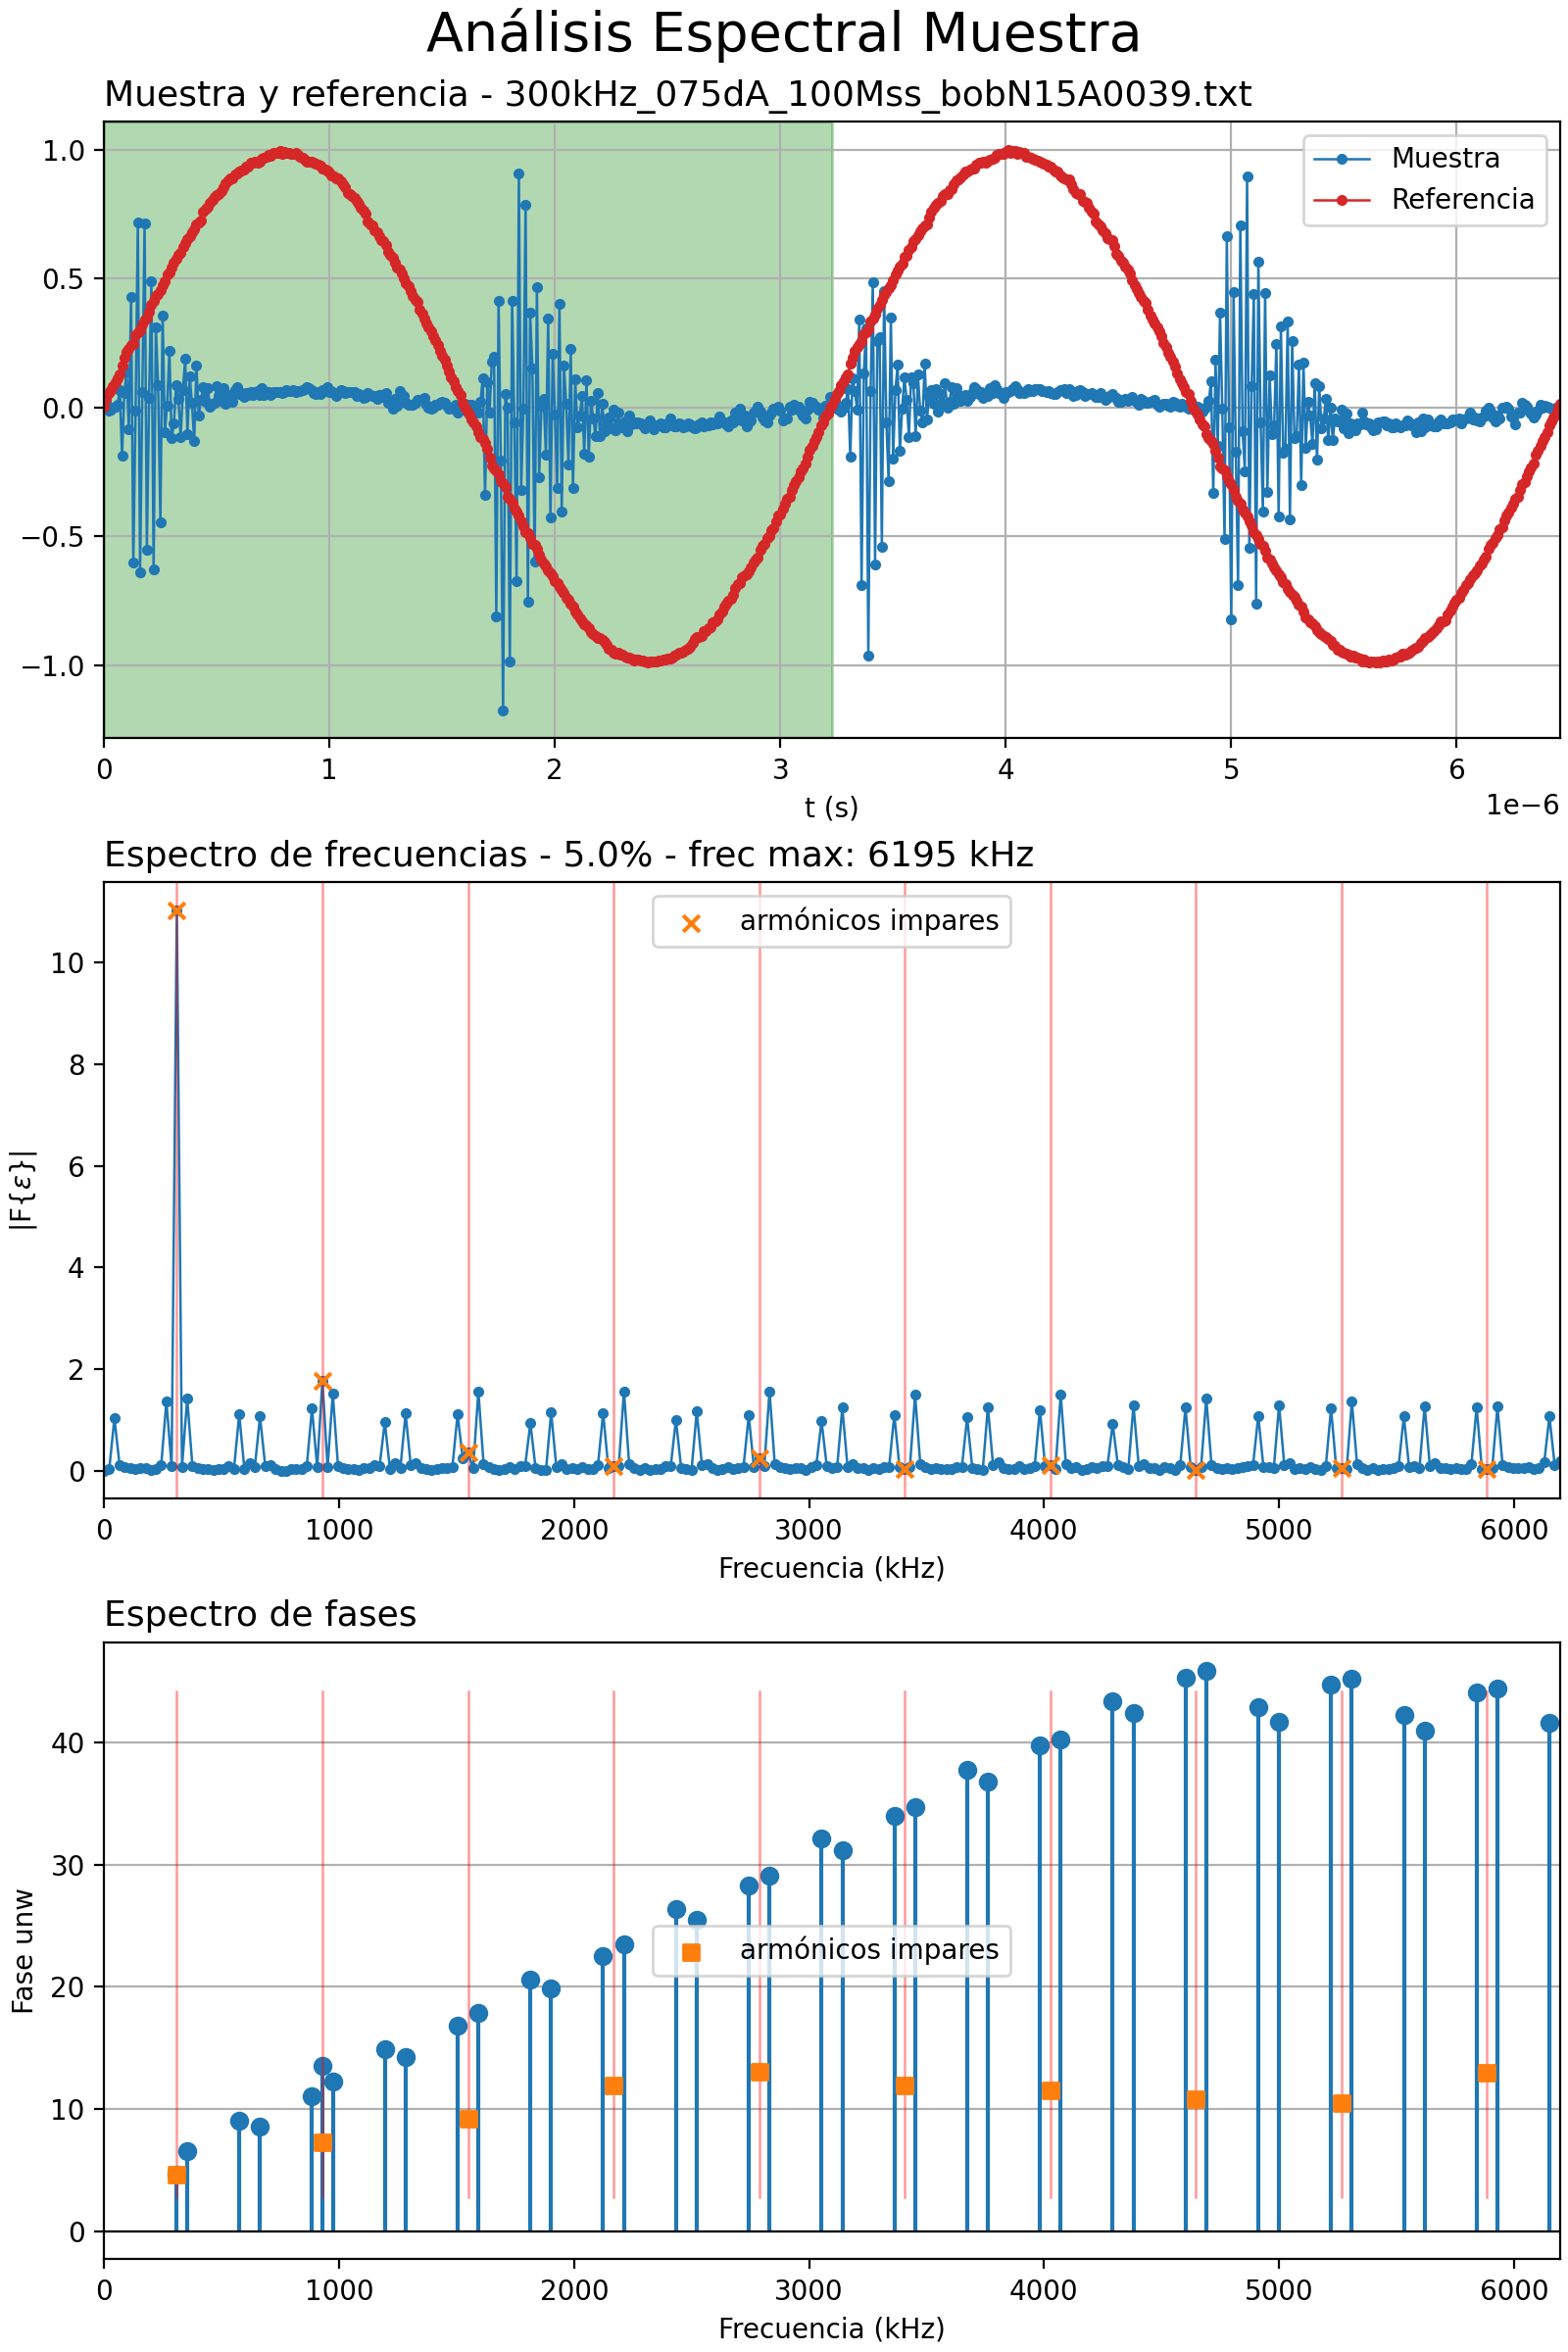 Análisis Espectral Muestra
Muestra y referencia - 300kHz_075dA_100Mss_bobN15A0039.txt
1.0
0.5
0.0
−0.5
−1.0
Muestra
Referencia
0 1 2 3 4 5 6
1e−6
t (s)
Espectro de frecuencias - 5.0% - frec max: 6195 kHz
armónicos impares
10
8
6
4
2
0
|F{ε}|
0 1000 2000 3000 4000 5000 6000
Frecuencia (kHz)
Espectro de fases
40
30
20
10
0
Fase unw
armónicos impares
0 1000 2000 3000 4000 5000 6000
Frecuencia (kHz)